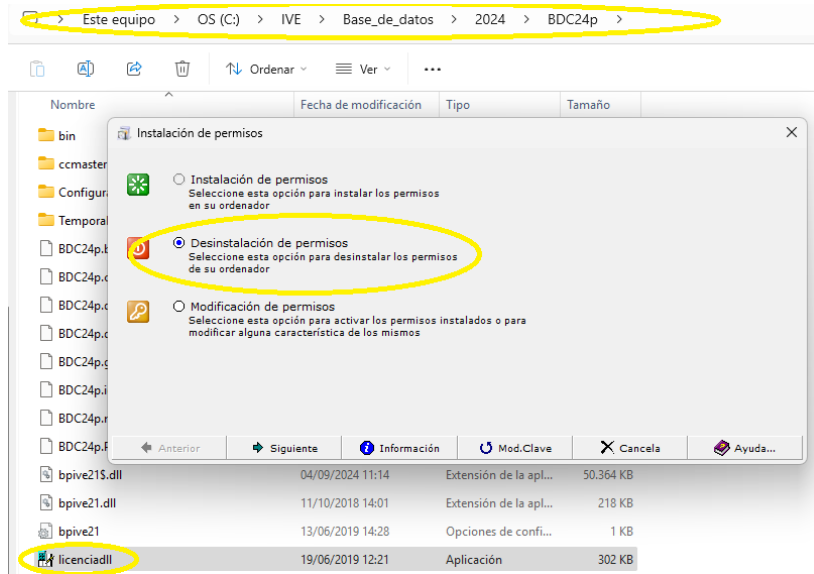 Este equipo > OS (C:) > IVE > Base_de_datos > 2024 > BDC24p >
Ordenar Ver ...
Nombre Fecha de modificación Tipo Tamaño
bin
ccmaster
Instalación de permisos
Instalación de permisos
Seleccione esta opción para instalar los permisos
en su ordenador
Desinstalación de permisos
Seleccione esta opción para desinstalar los permisos
de su ordenador
Modificación de permisos
Seleccione esta opción para activar los permisos instalados o para
modificar alguna característica de los mismos
Anterior Siguiente Información Mod.Clave Cancela Ayuda...
Configura
Temporal
BDC24p.b
BDC24p.c
BDC24p.c
BDC24p.c
BDC24p.g
BDC24p.i
BDC24p.r
BDC24p.F
bpive21$.dll 04/09/2024 11:14 Extensión de la apl... 50.364 KB
bpive21.dll 11/10/2018 14:01 Extensión de la apl... 218 KB
bpive21 13/06/2019 14:28 Opciones de confi... 1 KB
licenciadll 19/06/2019 12:21 Aplicación 302 KB